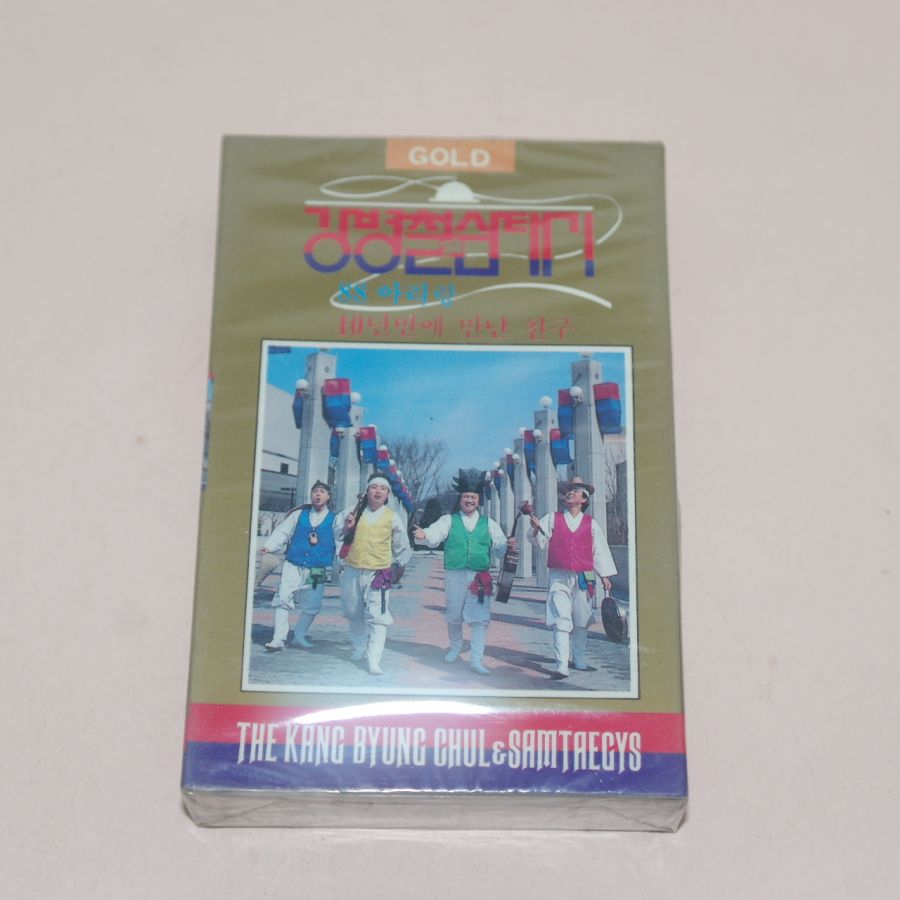 GOLD
강병철과 삼태기
88 아리랑
10년만에 만난 친구
THE KANG BYUNG CHUL & SAMTAEGYS